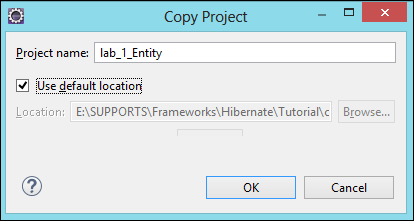 Copy Project
Project name: lab_1_Entity
Use default location
Location: E:\SUPPORTS\Frameworks\Hibernate\Tutorial\c Browse...
OK Cancel